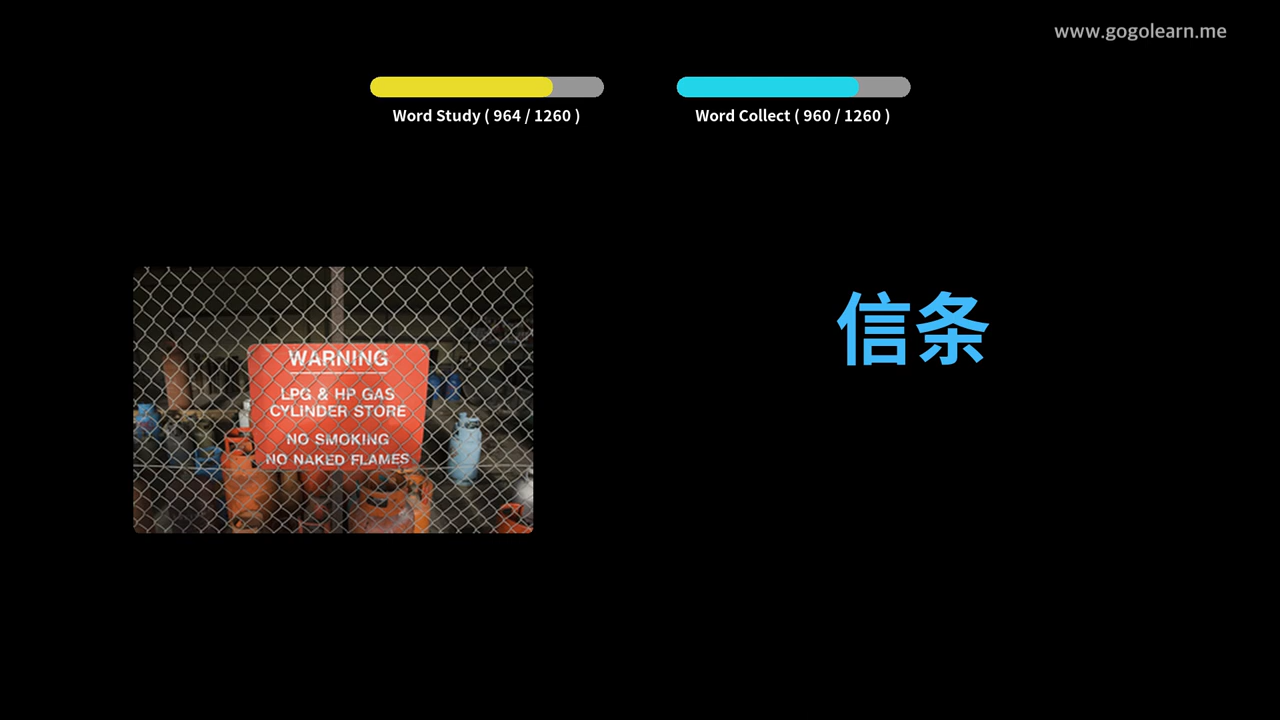 www.gogolearn.me
Word Study ( 964 / 1260 )
Word Collect ( 960 / 1260 )
信条
WARNING
LPG & HP GAS
CYLINDER STORE
NO SMOKING
NO NAKED FLAMES